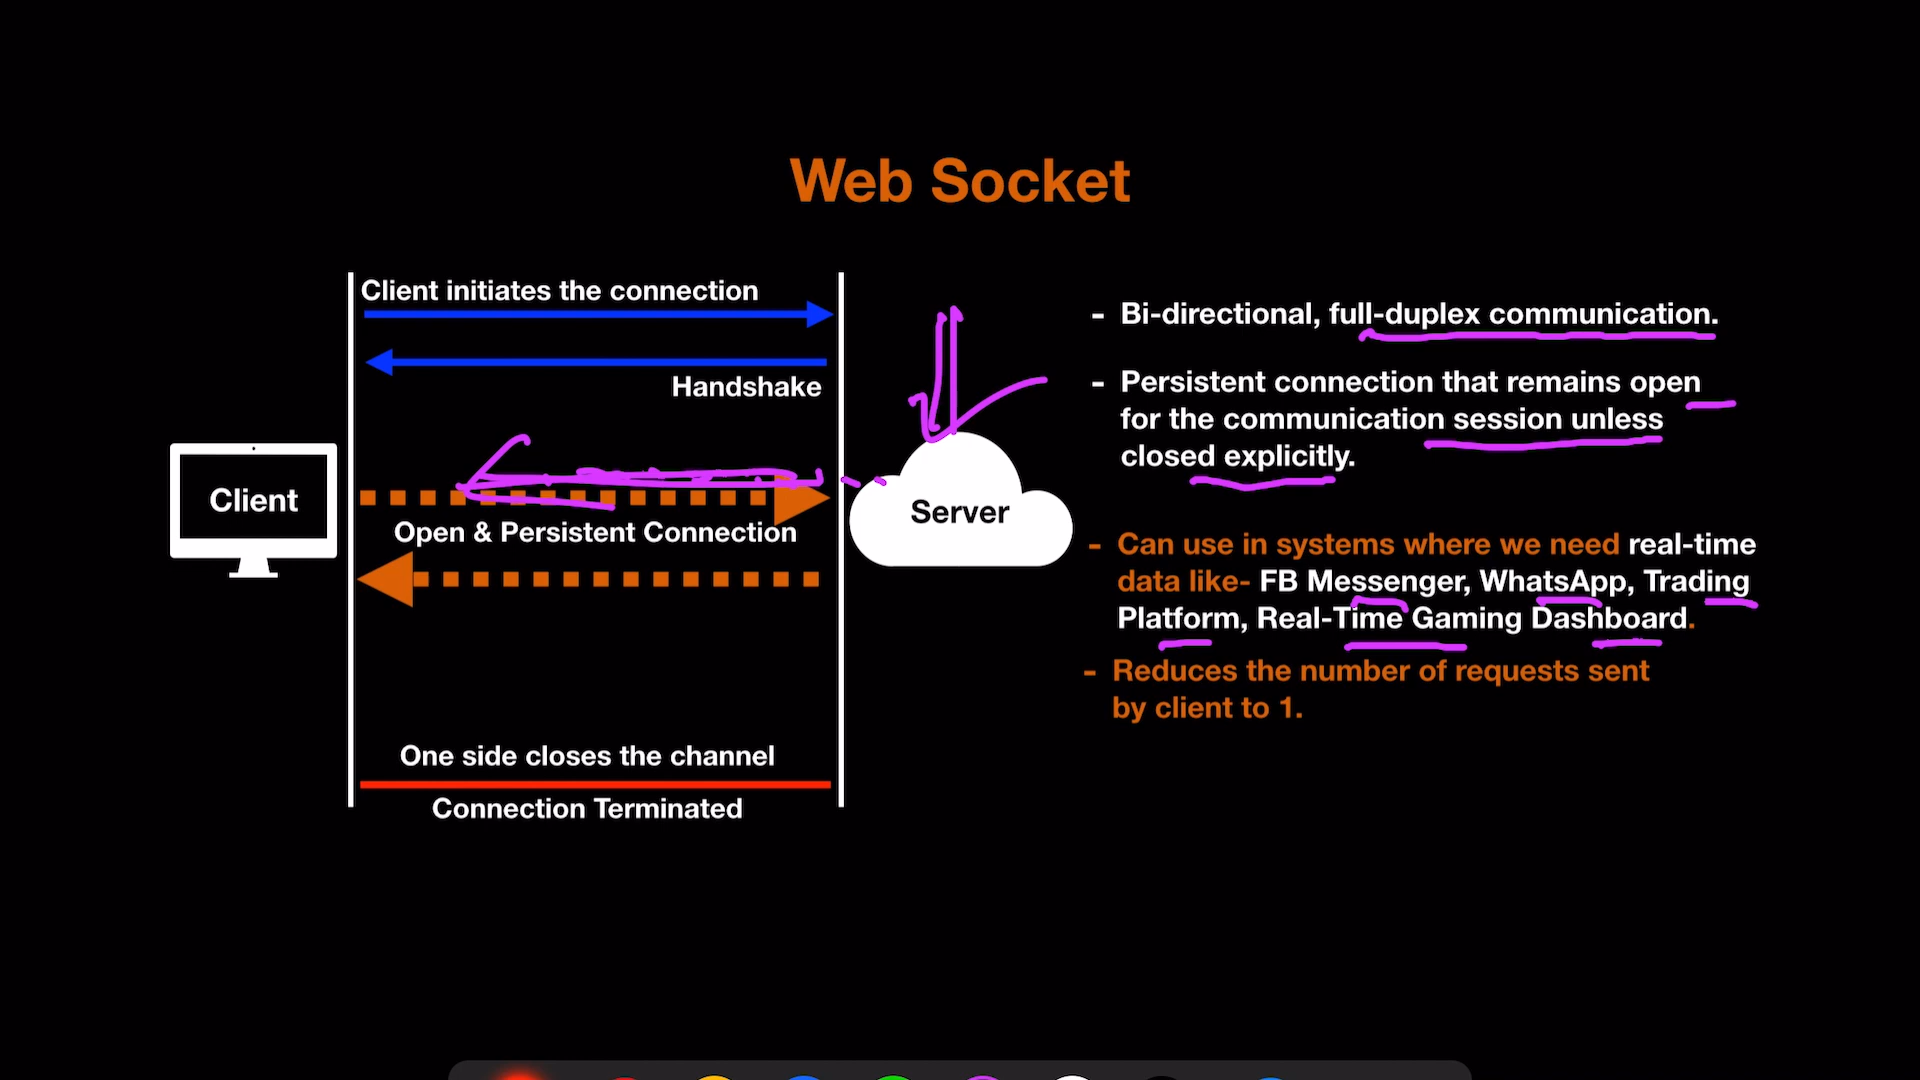 Web Socket
Client initiates the connection
Handshake
Client
Open & Persistent Connection
Server
One side closes the channel
Connection Terminated
- Bi-directional, full-duplex communication.
- Persistent connection that remains open
for the communication session unless
closed explicitly.
- Can use in systems where we need real-time
data like- FB Messenger, WhatsApp, Trading
Platform, Real-Time Gaming Dashboard.
- Reduces the number of requests sent
by client to 1.